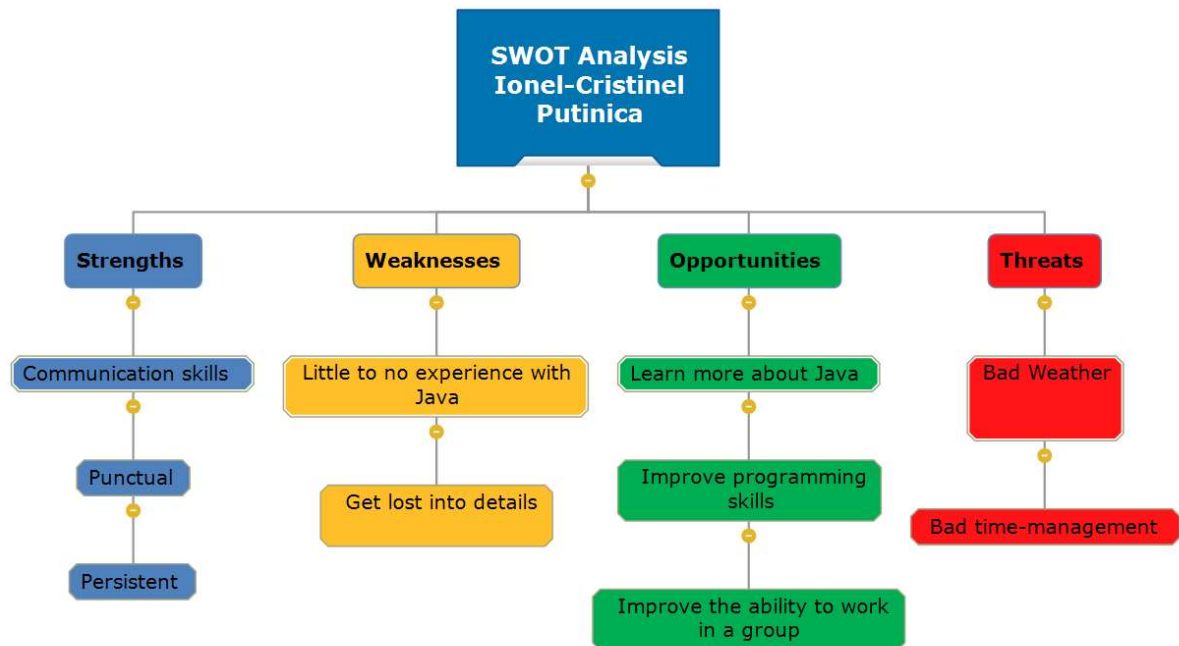 SWOT Analysis
Ionel-Cristinel
Putinica
Strengths
Communication skills
Punctual
Persistent
Weaknesses
Little to no experience with
Java
Get lost into details
Opportunities
Learn more about Java
Improve programming
skills
Improve the ability to work
in a group
Threats
Bad Weather
Bad time-management